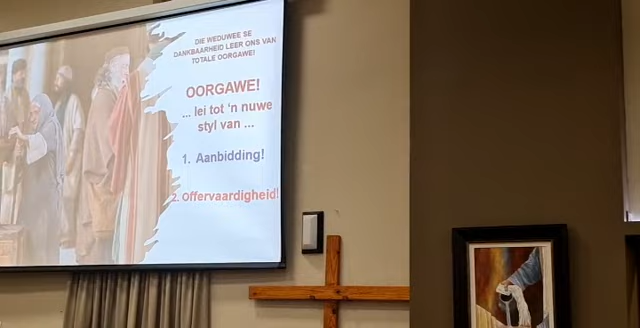 DIE WEDUWEE SE
DANKBAARHEID LEER ONS VAN
TOTALE OORGAWE!
OORGAWE!
... lei tot 'n nuwe
styl van ...
1. Aanbidding!
2. Offervaardigheid!